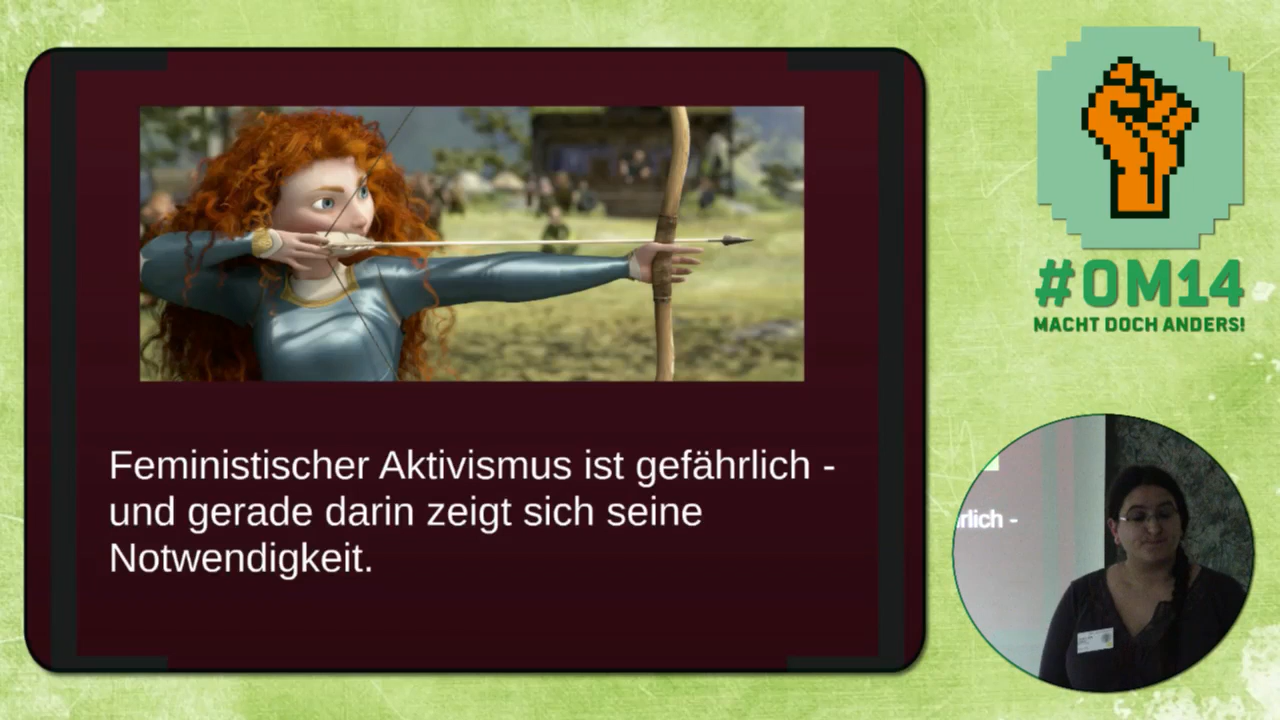 Feministischer Aktivismus ist gefährlich -
und gerade darin zeigt sich seine
Notwendigkeit.
#OM14
MACHT DOCH ANDERS!
rlich -